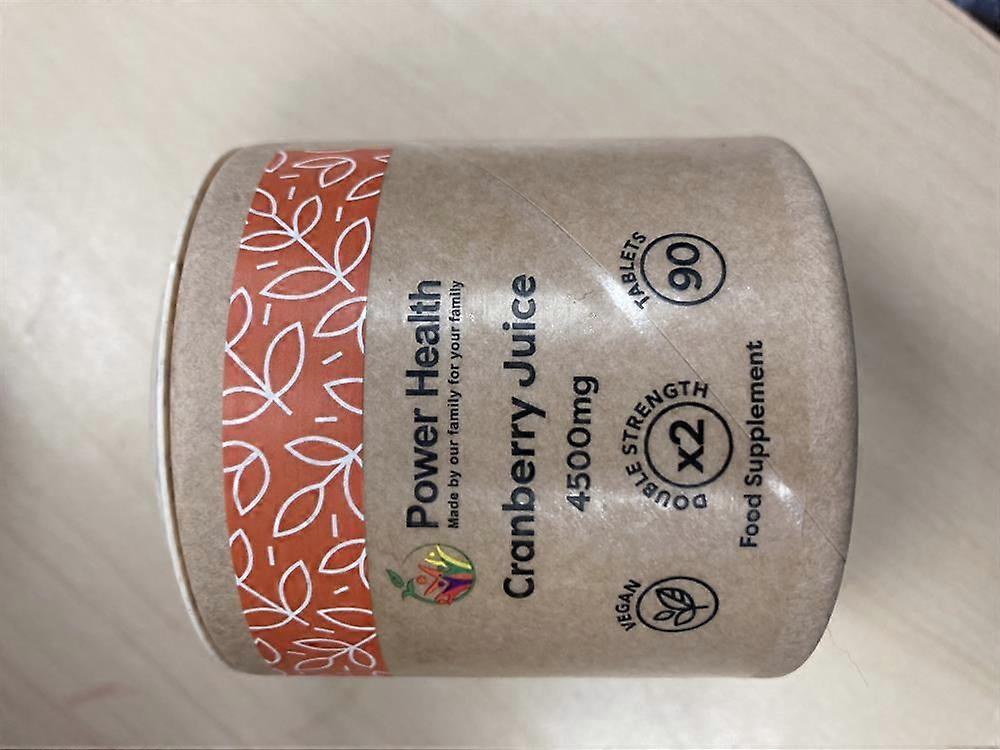 Power Health
Made by our family for your family
Cranberry Juice
4500mg
VEGAN
DOUBLE STRENGTH
x2
TABLETS
90
Food Supplement